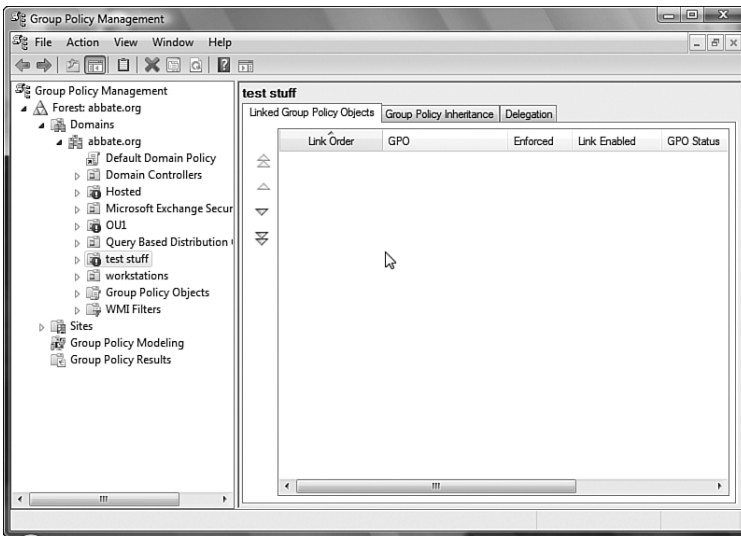 Group Policy Management
File Action View Window Help
Group Policy Management
Forest: abbate.org
Domains
abbate.org
Default Domain Policy
Domain Controllers
Hosted
Microsoft Exchange Secur
OU1
Query Based Distribution
test stuff
workstations
Group Policy Objects
WMI Filters
Sites
Group Policy Modeling
Group Policy Results
test stuff
Linked Group Policy Objects Group Policy Inheritance Delegation
Link Order GPO Enforced Link Enabled GPO Status